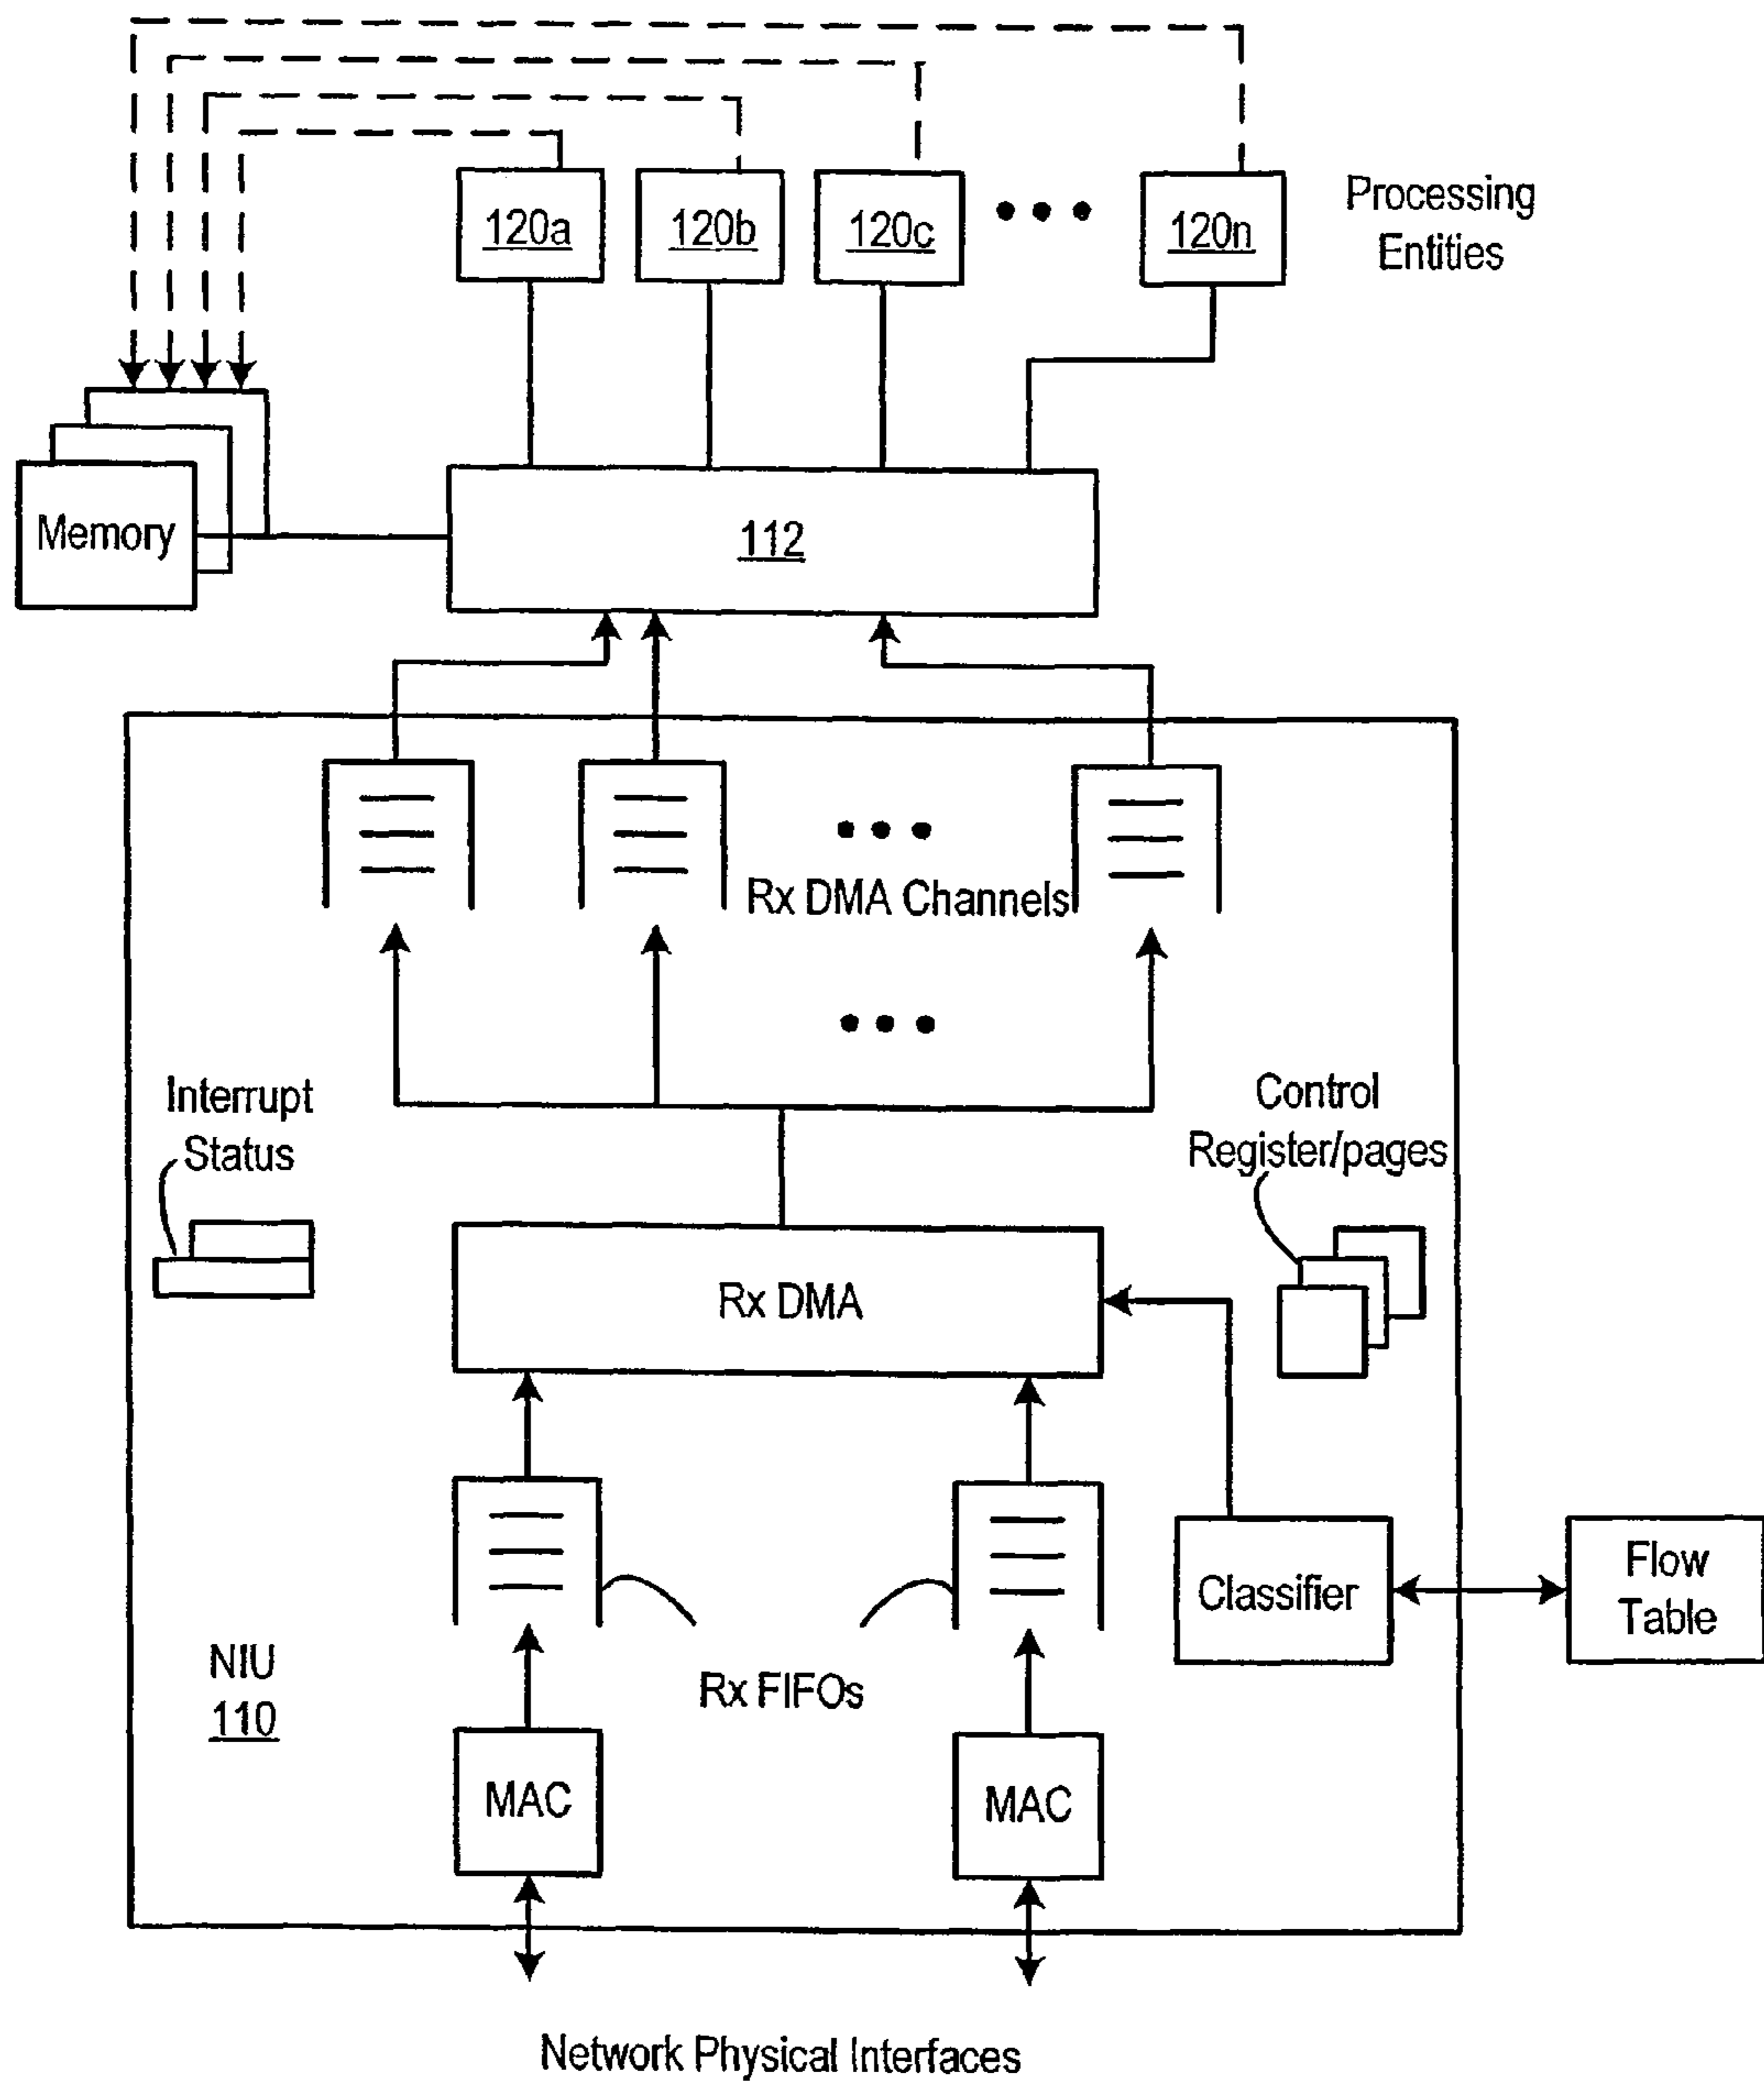 120a
120b
120c
120n
Processing
Entities
Memory
112
Rx DMA Channels
Interrupt
Status
Control
Register/pages
Rx DMA
Classifier
Flow
Table
NIU
110
Rx FIFOs
MAC
MAC
Network Physical Interfaces